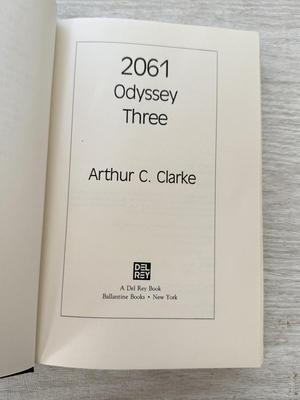 2061
Odyssey
Three
Arthur C. Clarke
DEL
REY
A Del Rey Book
Ballantine Books • New York